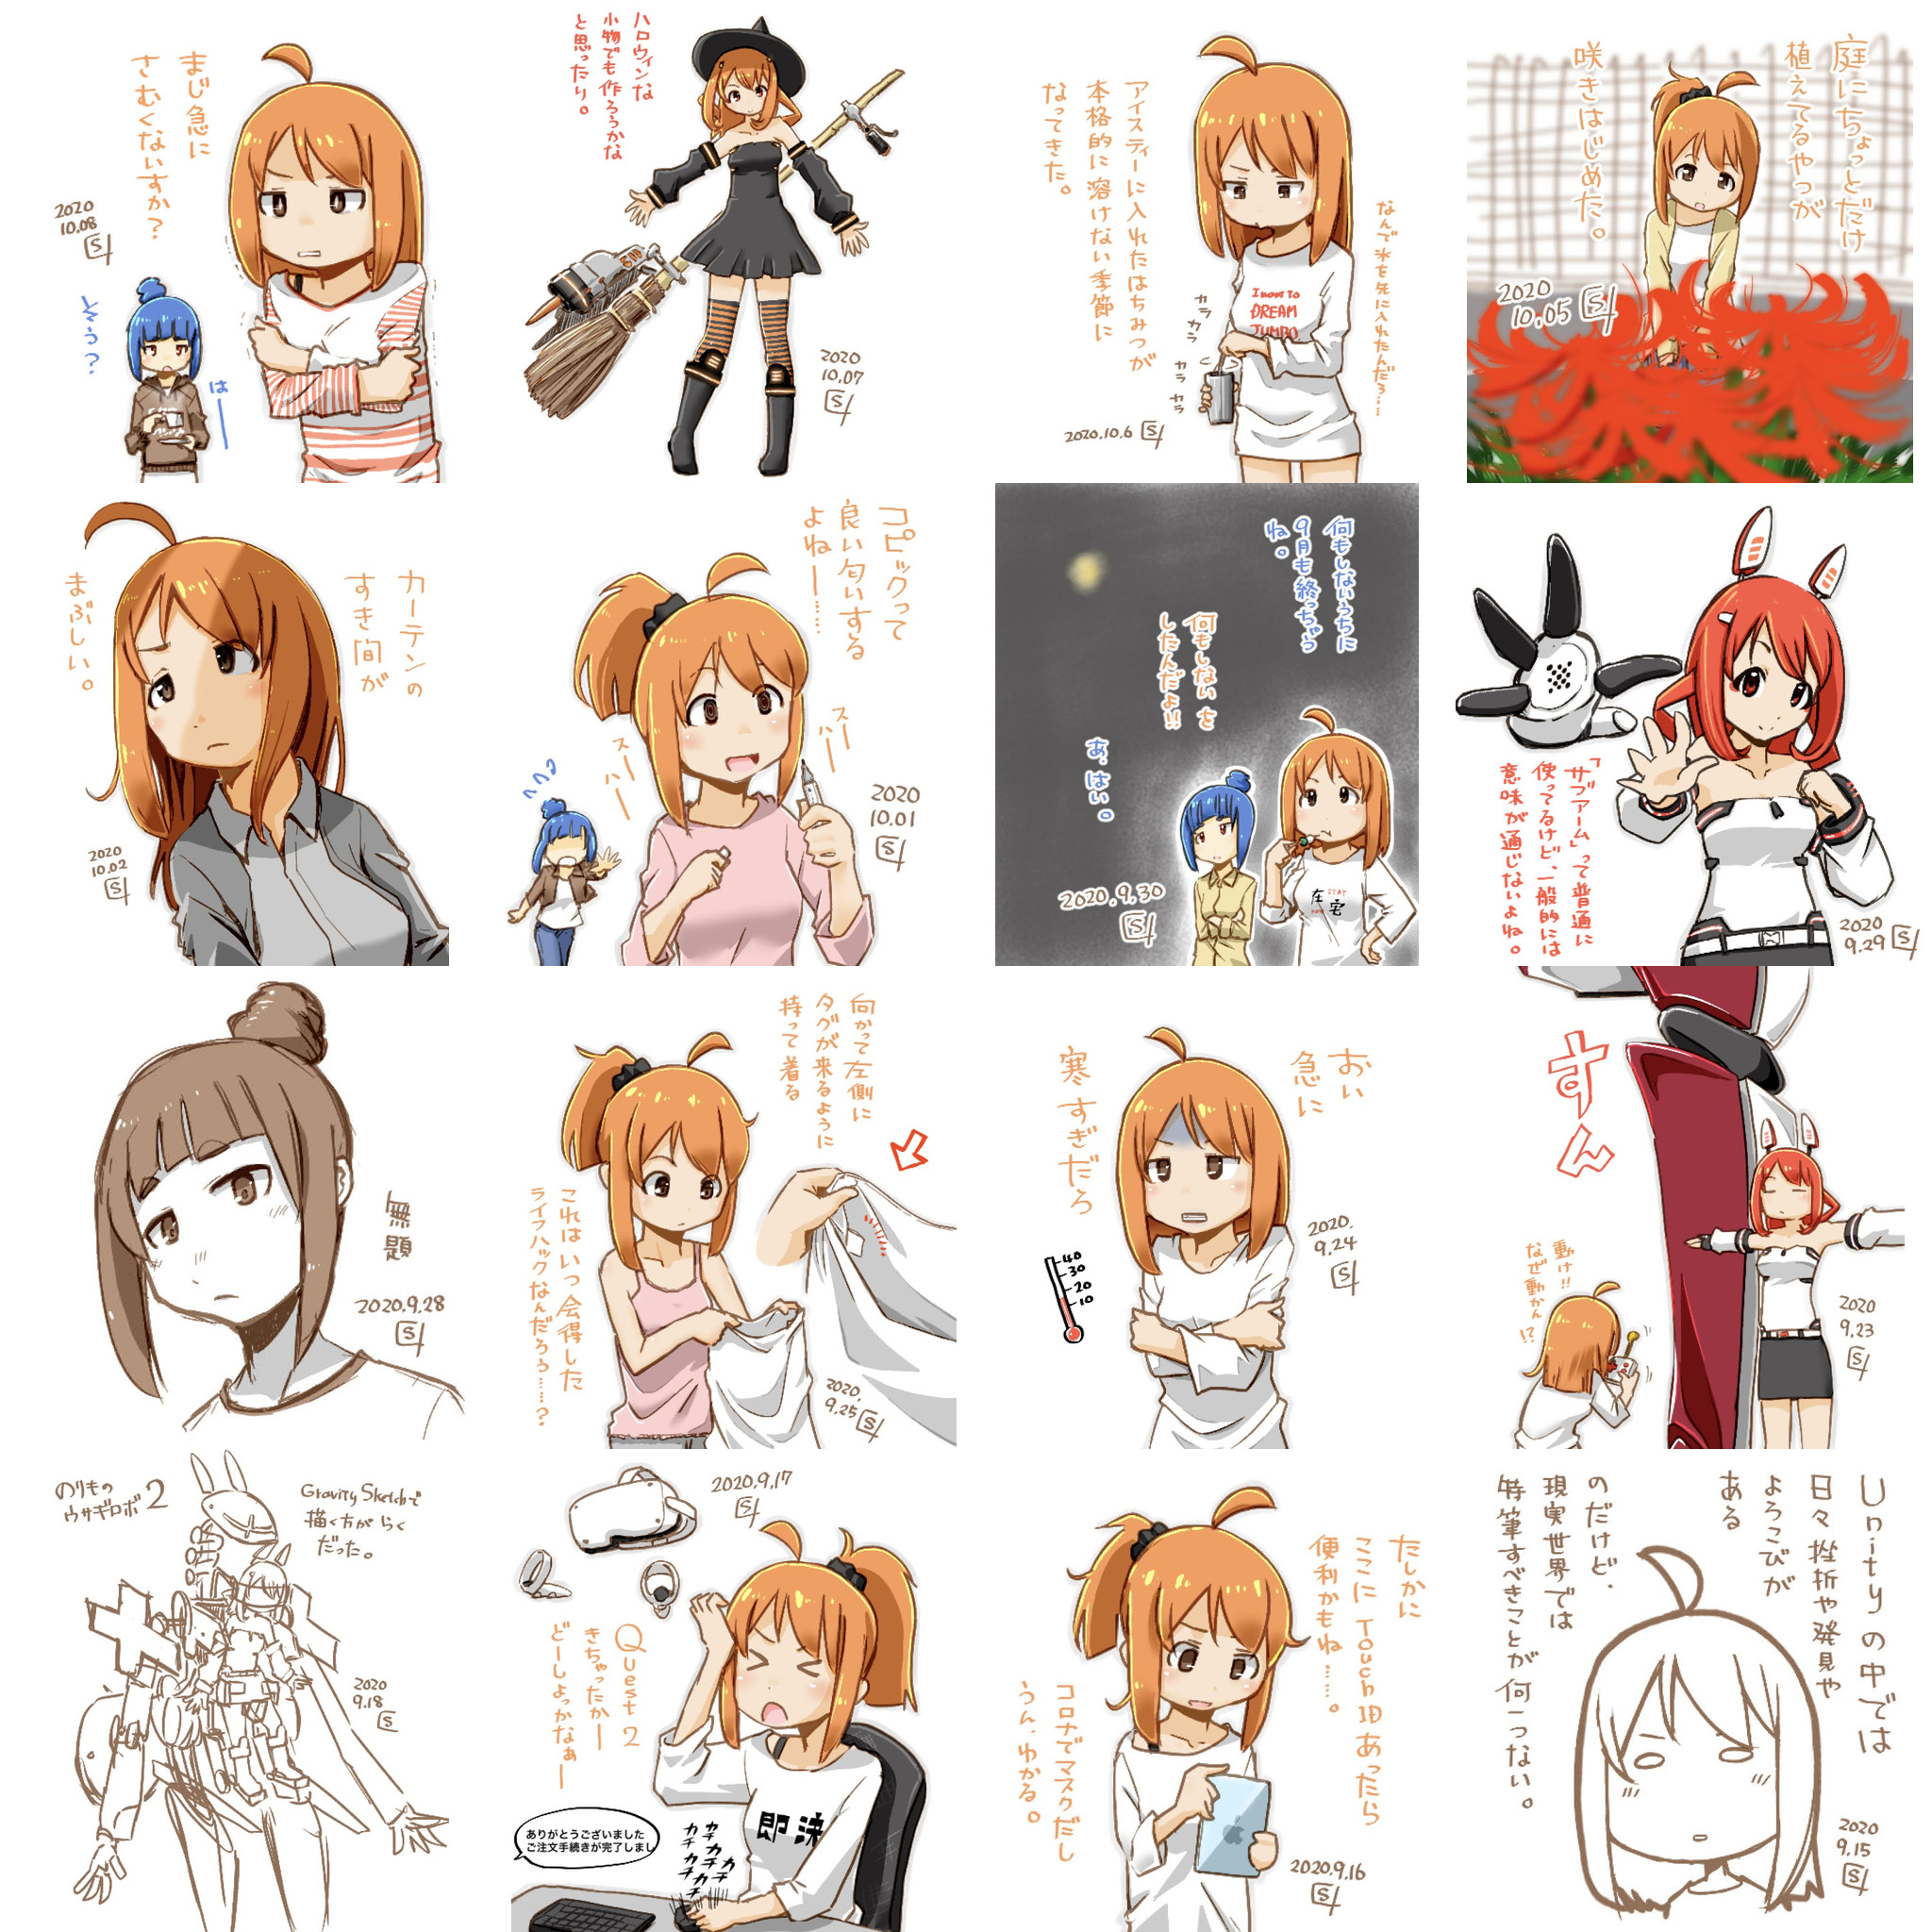 まじ急に
さむくないすか？
2020
10.08
そう？
はー
ハロウィンな
小物でも作ろうかな
と思ったり。
2020
10.07
アイスティーに入れたはちみつが
本格的に溶けない季節に
なってきた。
なんで氷を先に入れたんだろ……
カラ
カラ
カラ
カラ
I want to
DREAM
JUMBO
2020.10.6
庭にちょっとだけ
植えてるやつが
咲きはじめた。
2020
10.05
カーテンの
すき間が
まぶしい。
2020
10.02
コピックって
良い匂いする
よねー……
スー
ハー
スー
ハー
2020
10.01
何もしないうちに
9月も終っちゃう
ね。
何もしないを
したんだよ!!
あ、はい。
STAY
在宅
2020.9.30
「サブアーム」って普通に
使ってるけど、一般的には
意味が通じないよね。
2020
9.29
無題
2020.9.28
向かって左側に
タグが来るように
持って着る
これはいつ会得した
ライフハックなんだろう……？
2020.
9.25
おい
急に
寒すぎだろ
40
30
20
10
2020.
9.24
すん
動け!!
なぜ動かん
!?
2020
9.23
のりもの
ウサギロボ2
Gravity Sketchで
描く方がらく
だった。
2020
9.18
2020.9.17
Quest 2
きちゃったかー
どーしょっかなぁー
ありがとうございました
ご注文手続きが完了しまし
カチ
カチ
カチ
カチ
カチ
カチ
即決
たしかに
ここにTouch IDあったら
便利かもね……。
コロナでマスクだし
うん、わかる。
2020.9.16
Unityの中では
日々挫折や発見や
よろこびが
ある
のだけど、
現実世界では
特筆すべきことが何一つない。
2020
9.15